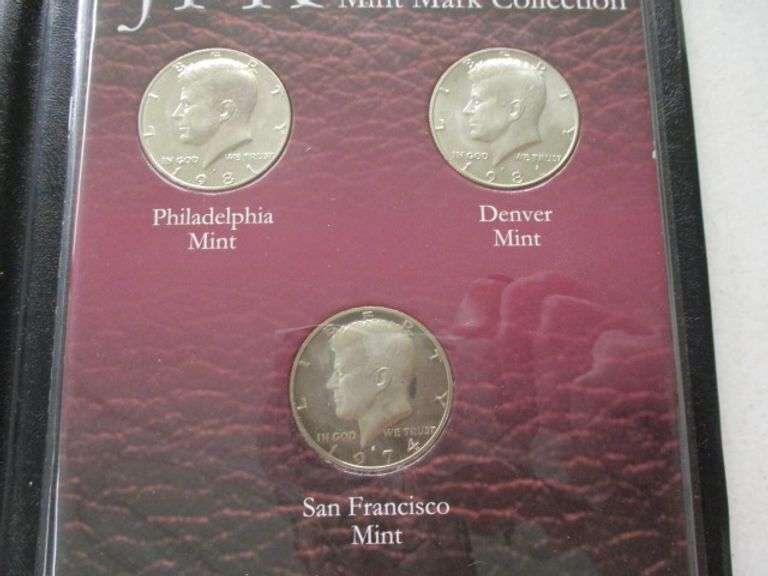 JFK
Mint Mark Collection
LIBERTY
IN GOD WE TRUST
1981
LIBERTY
IN GOD WE TRUST
1981
Philadelphia
Mint
Denver
Mint
LIBERTY
IN GOD WE TRUST
1974
San Francisco
Mint